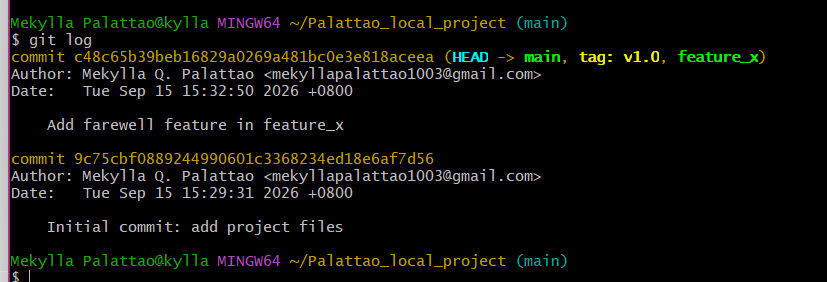 Mekylla Palattao@kylla MINGW64 ~/Palattao_local_project (main)
$ git log
commit c48c65b39beb16829a0269a481bc0e3e818aceea (HEAD -> main, tag: v1.0, feature_x)
Author: Mekylla Q. Palattao <mekyllapalattao1003@gmail.com>
Date:   Tue Sep 15 15:32:50 2026 +0800

    Add farewell feature in feature_x

commit 9c75cbf0889244990601c3368234ed18e6af7d56
Author: Mekylla Q. Palattao <mekyllapalattao1003@gmail.com>
Date:   Tue Sep 15 15:29:31 2026 +0800

    Initial commit: add project files

Mekylla Palattao@kylla MINGW64 ~/Palattao_local_project (main)
$